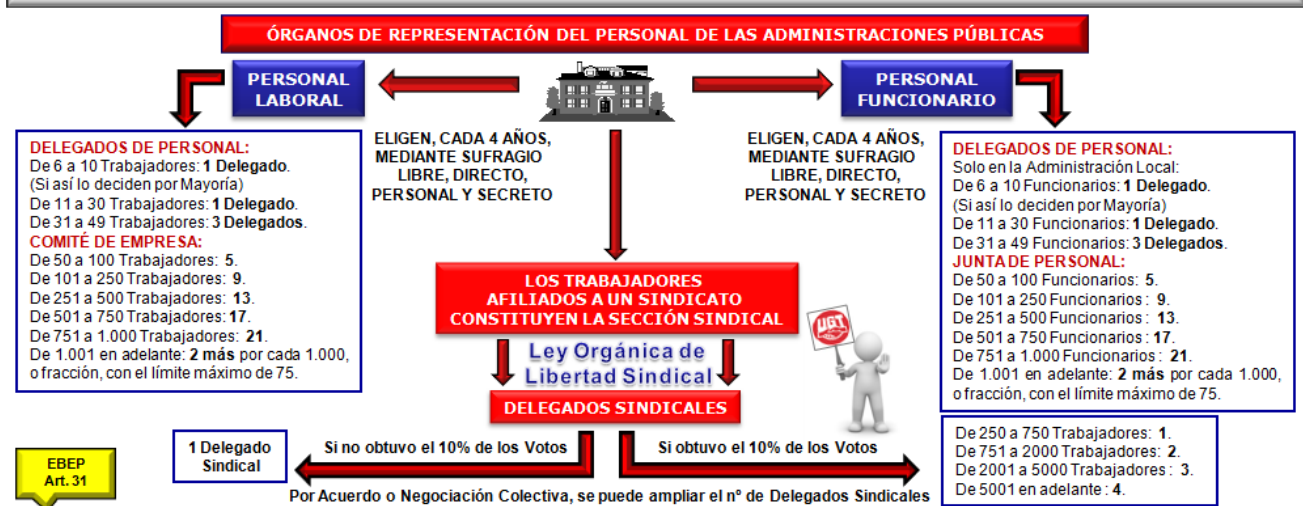 ÓRGANOS DE REPRESENTACIÓN DEL PERSONAL DE LAS ADMINISTRACIONES PÚBLICAS
PERSONAL
LABORAL
PERSONAL
FUNCIONARIO
ELIGEN, CADA 4 AÑOS,
MEDIANTE SUFRAGIO
LIBRE, DIRECTO,
PERSONAL Y SECRETO
ELIGEN, CADA 4 AÑOS,
MEDIANTE SUFRAGIO
LIBRE, DIRECTO,
PERSONAL Y SECRETO
DELEGADOS DE PERSONAL:
De 6 a 10 Trabajadores: 1 Delegado.
(Si así lo deciden por Mayoría)
De 11 a 30 Trabajadores: 1 Delegado.
De 31 a 49 Trabajadores: 3 Delegados.
COMITÉ DE EMPRESA:
De 50 a 100 Trabajadores: 5.
De 101 a 250 Trabajadores: 9.
De 251 a 500 Trabajadores: 13.
De 501 a 750 Trabajadores: 17.
De 751 a 1.000 Trabajadores: 21.
De 1.001 en adelante: 2 más por cada 1.000,
o fracción, con el límite máximo de 75.
DELEGADOS DE PERSONAL:
Solo en la Administración Local:
De 6 a 10 Funcionarios: 1 Delegado.
(Si así lo deciden por Mayoría)
De 11 a 30 Funcionarios: 1 Delegado.
De 31 a 49 Funcionarios: 3 Delegados.
JUNTA DE PERSONAL:
De 50 a 100 Funcionarios: 5.
De 101 a 250 Funcionarios : 9.
De 251 a 500 Funcionarios : 13.
De 501 a 750 Funcionarios : 17.
De 751 a 1.000 Funcionarios : 21.
De 1.001 en adelante: 2 más por cada 1.000,
o fracción, con el límite máximo de 75.
LOS TRABAJADORES
AFILIADOS A UN SINDICATO
CONSTITUYEN LA SECCIÓN SINDICAL
UGT
Ley Orgánica de
Libertad Sindical
DELEGADOS SINDICALES
1 Delegado
Sindical
Si no obtuvo el 10% de los Votos
Si obtuvo el 10% de los Votos
De 250 a 750 Trabajadores: 1.
De 751 a 2000 Trabajadores: 2.
De 2001 a 5000 Trabajadores : 3.
De 5001 en adelante : 4.
EBEP
Art. 31
Por Acuerdo o Negociación Colectiva, se puede ampliar el nº de Delegados Sindicales